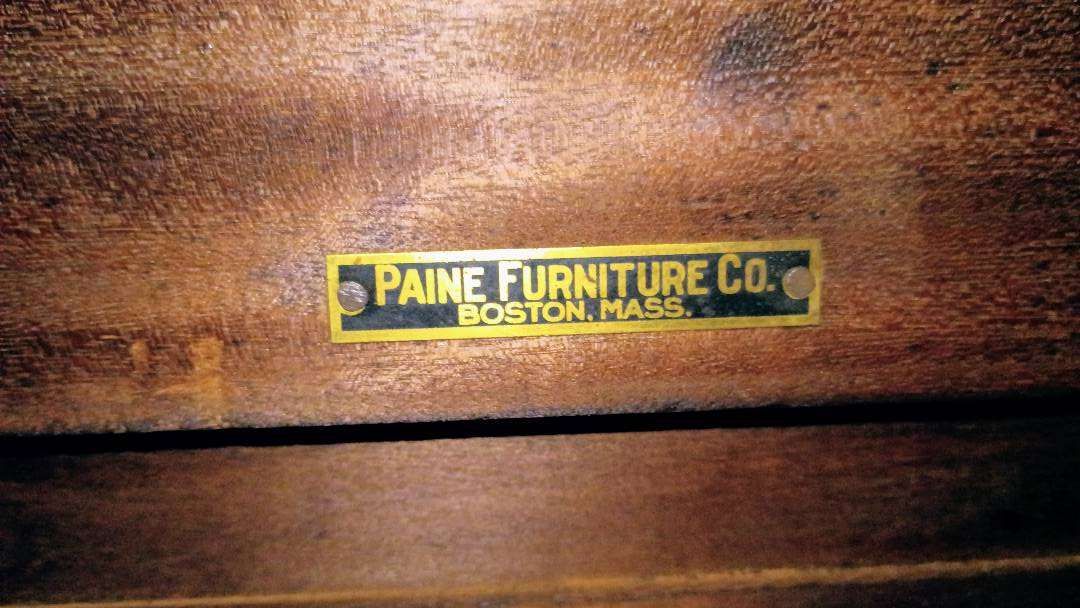 PAINE FURNITURE CO.
BOSTON, MASS.